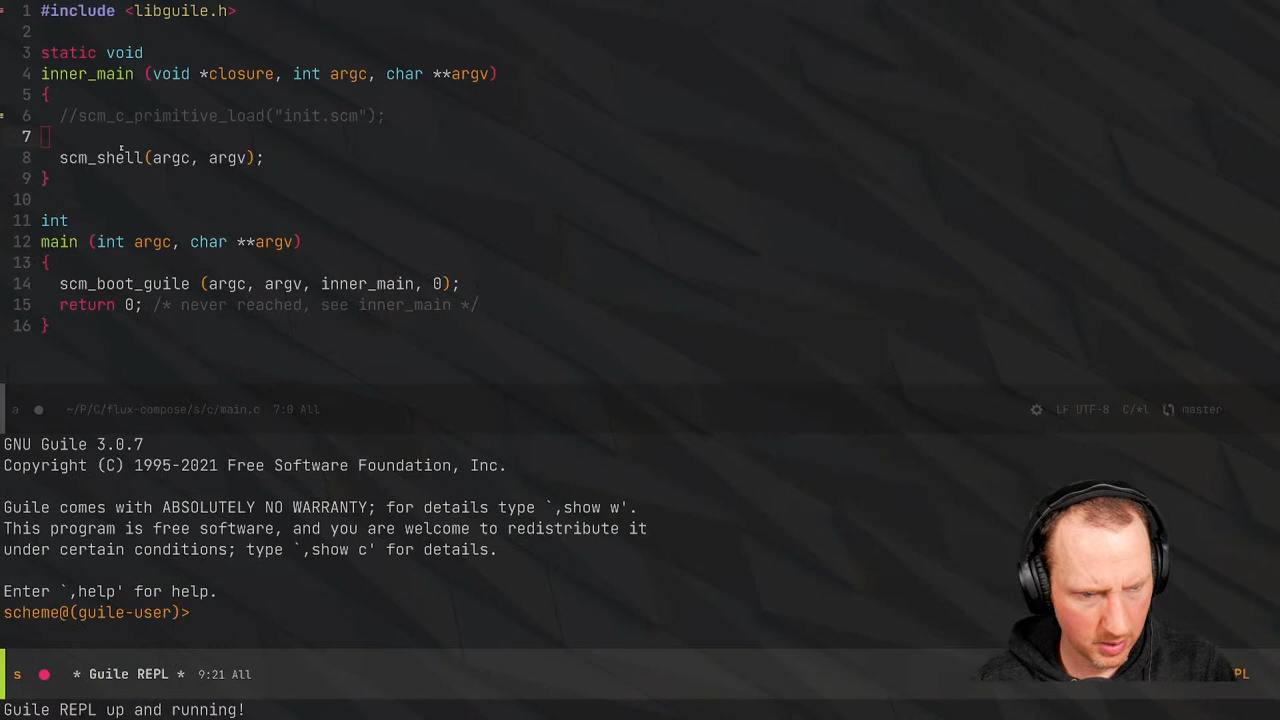 1 #include <libguile.h>
2
3 static void
4 inner_main (void *closure, int argc, char **argv)
5 {
6   //scm_c_primitive_load("init.scm");
7
8   scm_shell(argc, argv);
9 }
10
11 int
12 main (int argc, char **argv)
13 {
14   scm_boot_guile (argc, argv, inner_main, 0);
15   return 0; /* never reached, see inner_main */
16 }
a ~/P/C/flux-compose/s/c/main.c 7:0 All LF UTF-8 C/*l master
GNU Guile 3.0.7
Copyright (C) 1995-2021 Free Software Foundation, Inc.
Guile comes with ABSOLUTELY NO WARRANTY; for details type `,show w'.
This program is free software, and you are welcome to redistribute it
under certain conditions; type `,show c' for details.
Enter `,help' for help.
scheme@(guile-user)>
s * Guile REPL * 9:21 All PL
Guile REPL up and running!